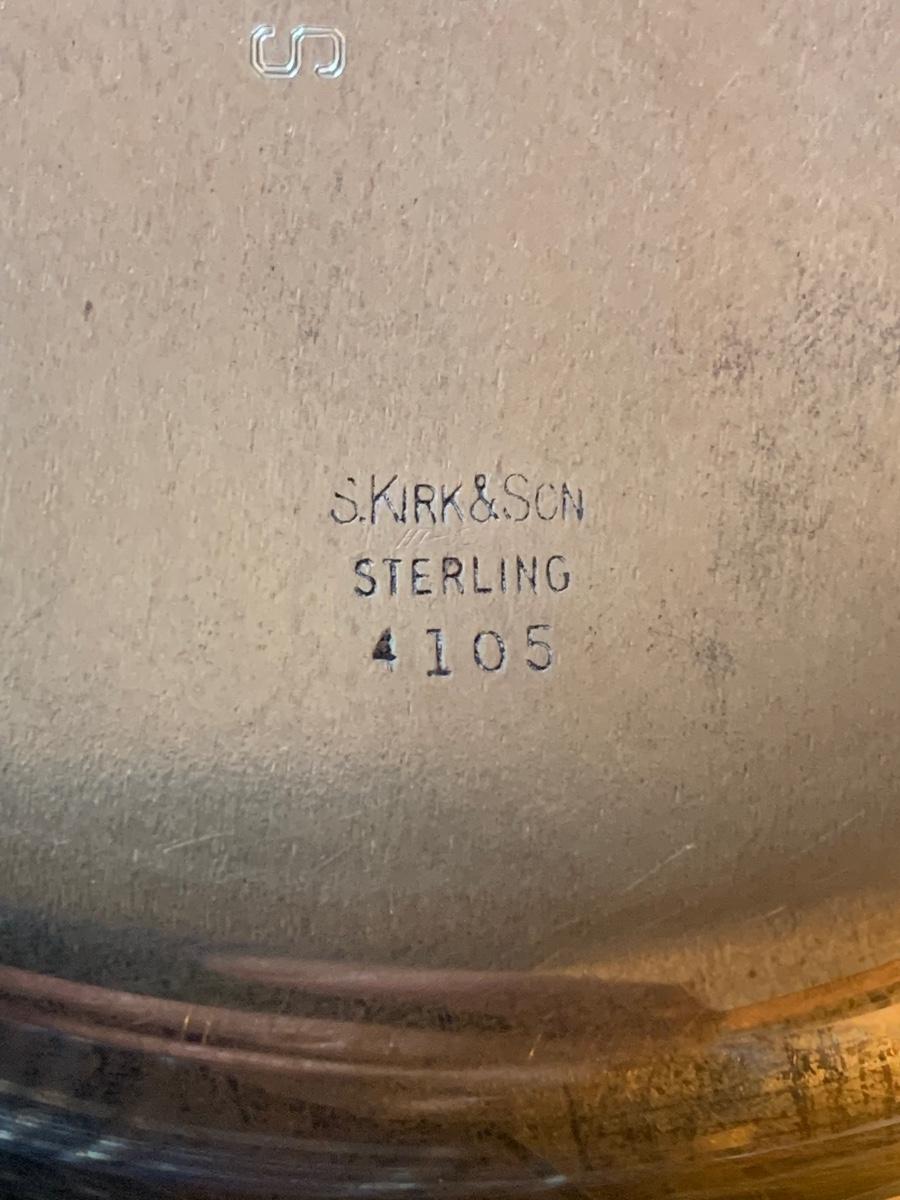 S
S. KIRK & SON
STERLING
4105